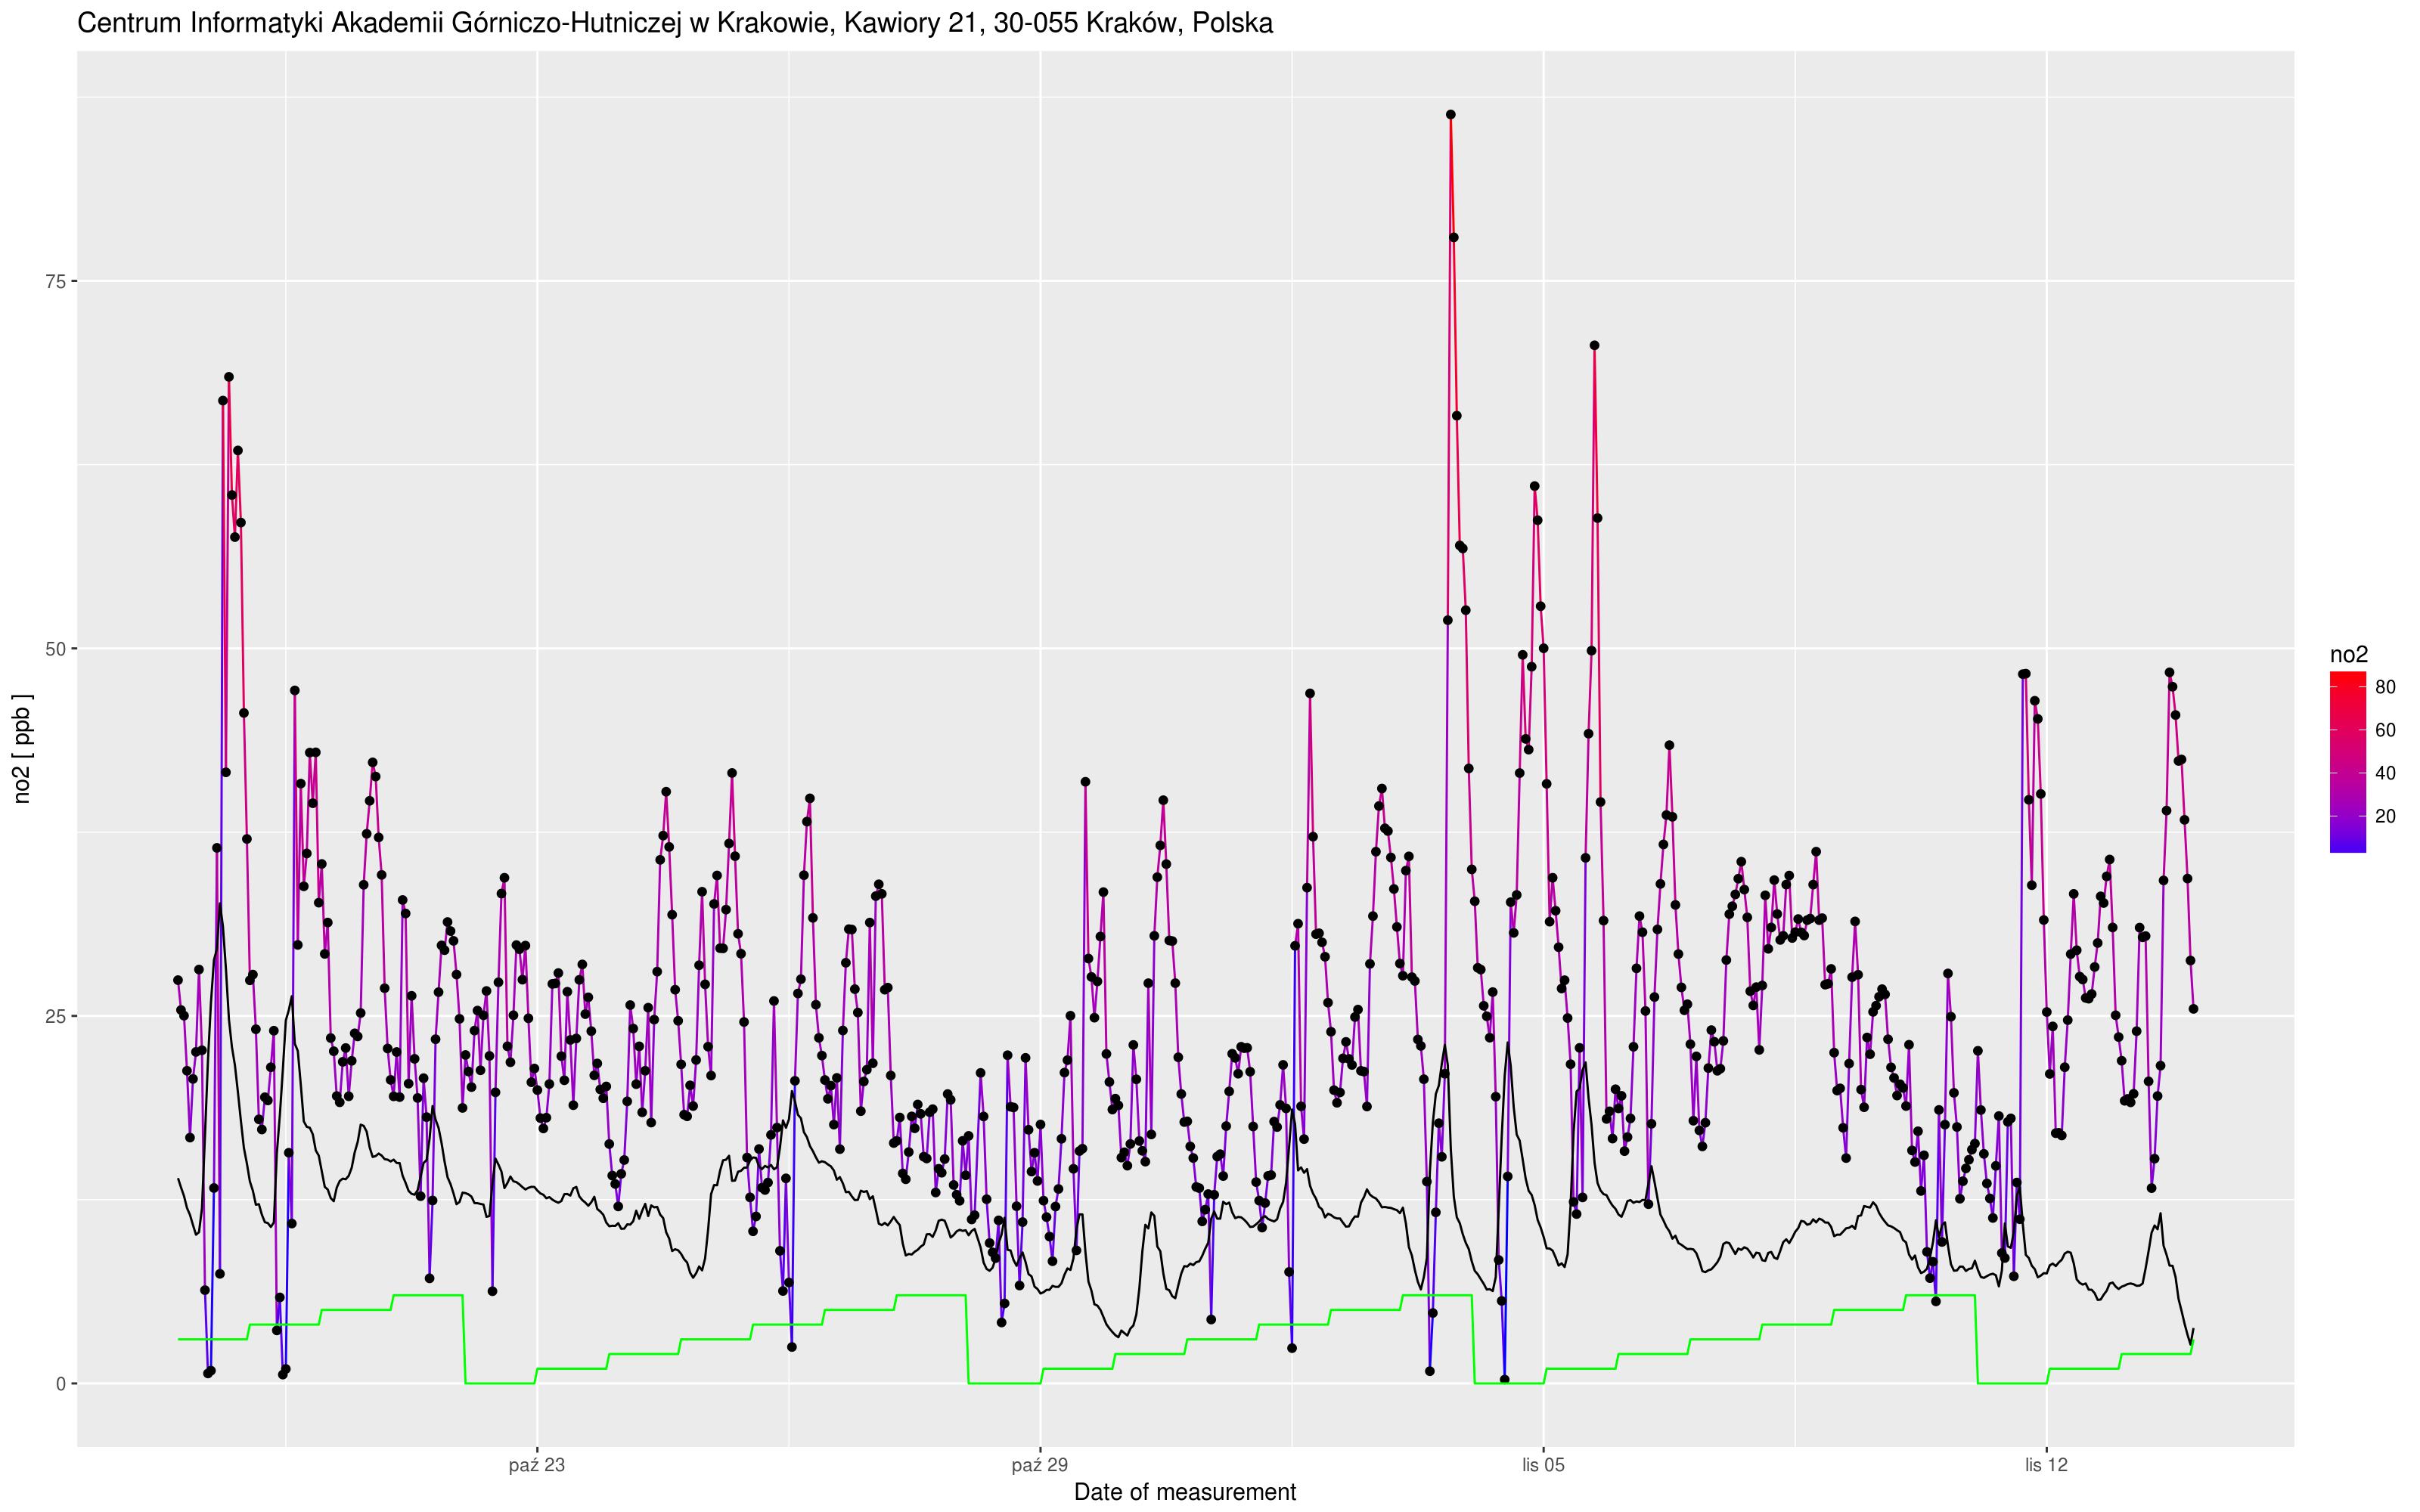 Centrum Informatyki Akademii Górniczo-Hutniczej w Krakowie, Kawiory 21, 30-055 Kraków, Polska
75
50
25
0
no2 [ ppb ]
paź 23
paź 29
lis 05
lis 12
Date of measurement
no2
80
60
40
20